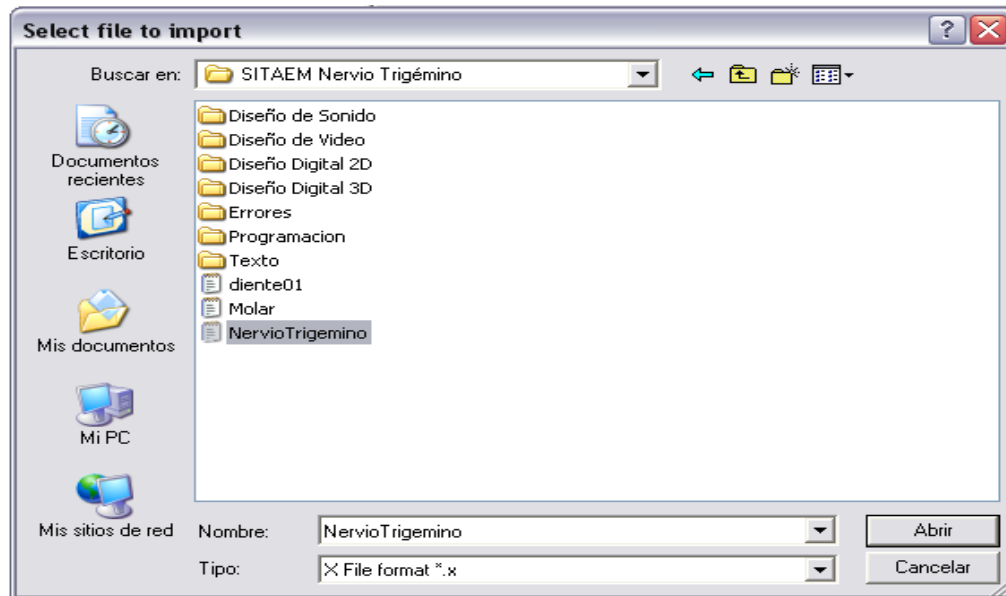 Select file to import
Buscar en:
SITAEM Nervio Trigémino
Documentos
recientes
Escritorio
Mis documentos
Mi PC
Mis sitios de red
Diseño de Sonido
Diseño de Video
Diseño Digital 2D
Diseño Digital 3D
Errores
Programacion
Texto
diente01
Molar
NervioTrigemino
Nombre:
NervioTrigemino
Abrir
Tipo:
X File format *.x
Cancelar